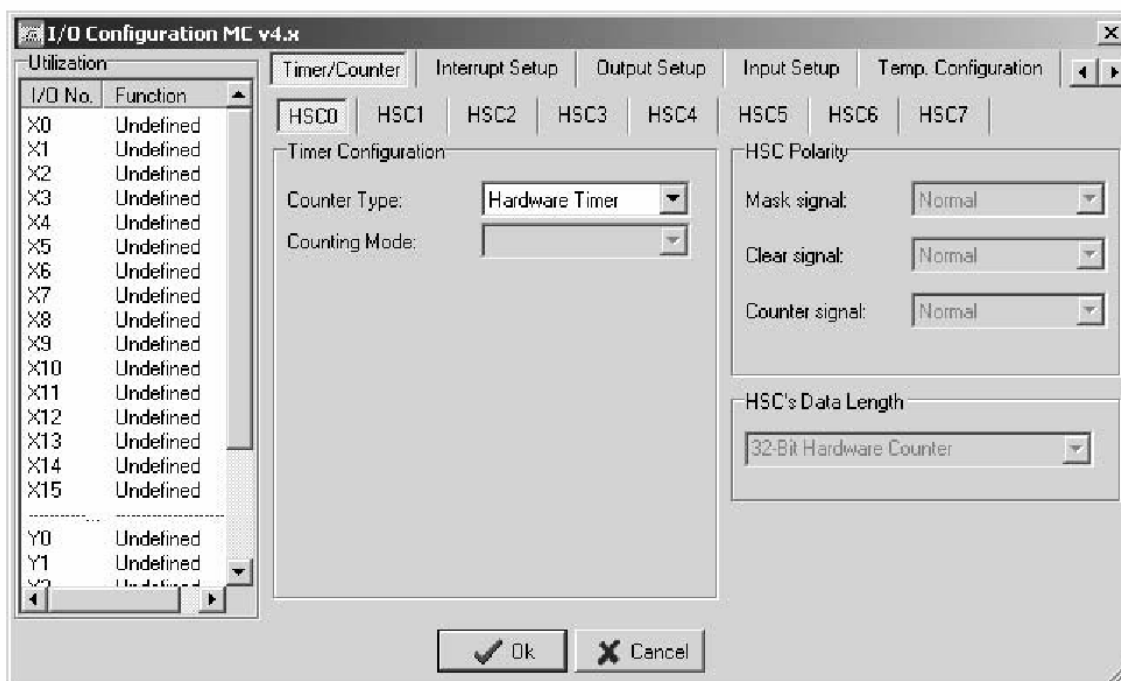 I/O Configuration MC v4.x
Utilization
I/O No. Function
X0 Undefined
X1 Undefined
X2 Undefined
X3 Undefined
X4 Undefined
X5 Undefined
X6 Undefined
X7 Undefined
X8 Undefined
X9 Undefined
X10 Undefined
X11 Undefined
X12 Undefined
X13 Undefined
X14 Undefined
X15 Undefined
Y0 Undefined
Y1 Undefined
Y2 Undefined
Timer/Counter Interrupt Setup Output Setup Input Setup Temp. Configuration
HSC0 HSC1 HSC2 HSC3 HSC4 HSC5 HSC6 HSC7
Timer Configuration
Counter Type: Hardware Timer
Counting Mode:
HSC Polarity
Mask signal: Normal
Clear signal: Normal
Counter signal: Normal
HSC's Data Length
32-Bit Hardware Counter
Ok Cancel